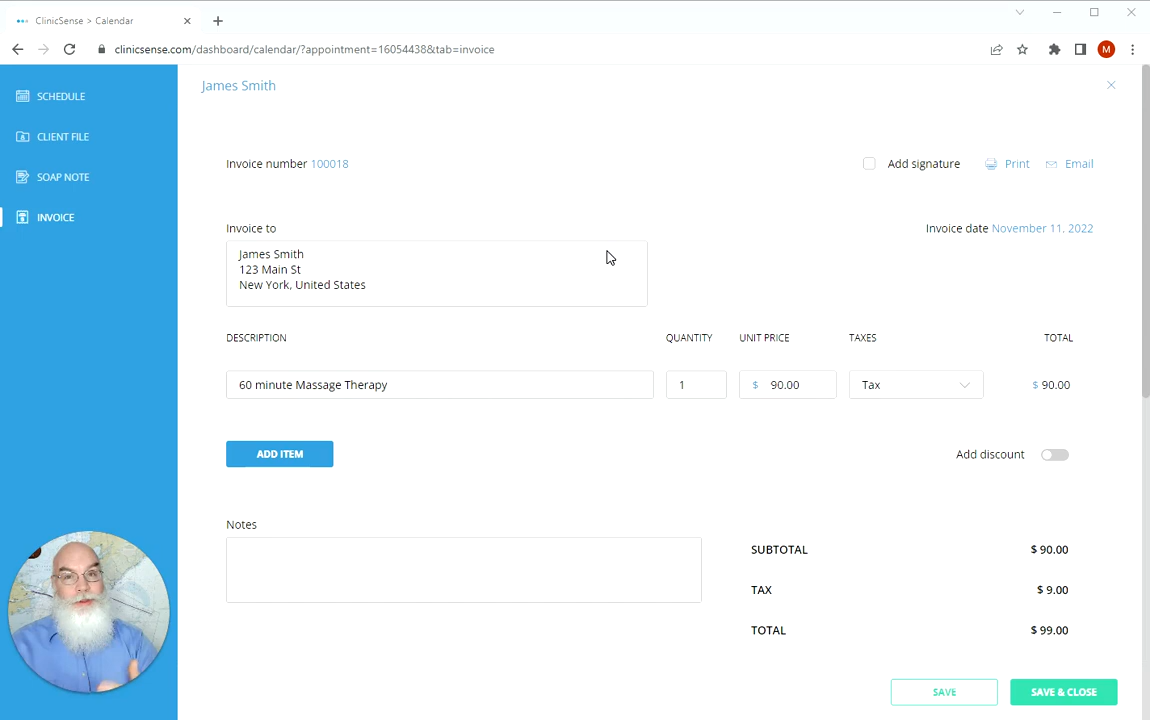 ClinicSense > Calendar
clinicsense.com/dashboard/calendar/?appointment=16054438&tab=invoice
M
SCHEDULE
CLIENT FILE
SOAP NOTE
INVOICE
James Smith
Invoice number 100018
Add signature
Print
Email
Invoice to
Invoice date November 11, 2022
James Smith
123 Main St
New York, United States
DESCRIPTION QUANTITY UNIT PRICE TAXES TOTAL
60 minute Massage Therapy 1 $ 90.00 Tax $ 90.00
ADD ITEM
Add discount
Notes
SUBTOTAL $ 90.00
TAX $ 9.00
TOTAL $ 99.00
SAVE
SAVE & CLOSE